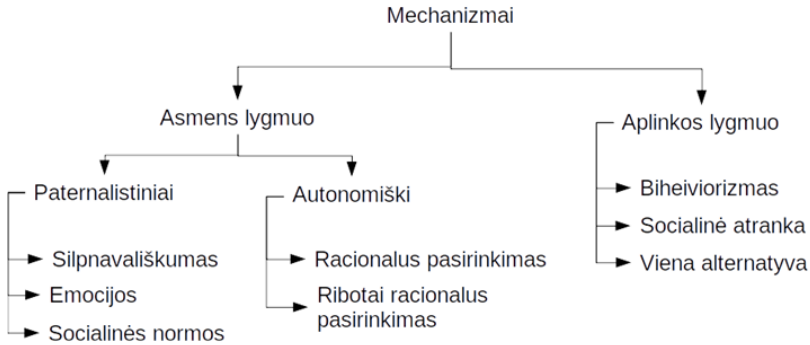 Mechanizmai
Asmens lygmuo
Aplinkos lygmuo
Paternalistiniai
Autonomiški
Biheiviorizmas
Socialinė atranka
Viena alternatyva
Silpnavališkumas
Emocijos
Socialinės normos
Racionalus pasirinkimas
Ribotai racionalus
pasirinkimas